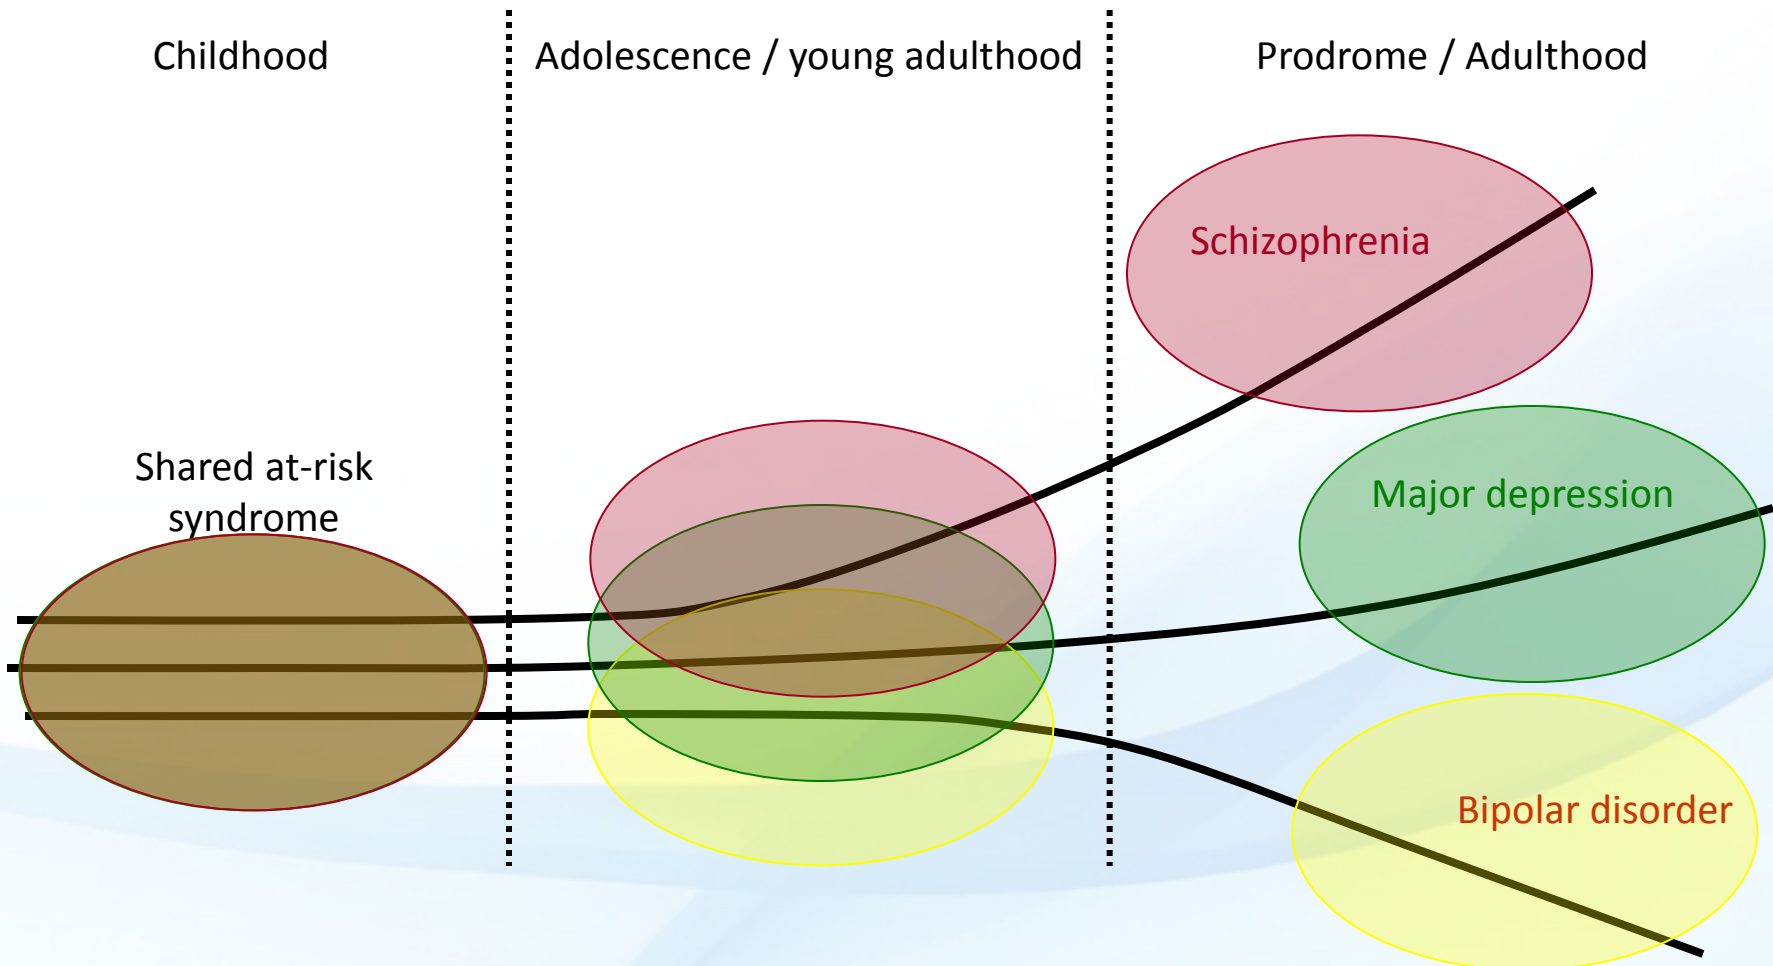 Childhood
Adolescence / young adulthood
Prodrome / Adulthood
Schizophrenia
Shared at-risk
syndrome
Major depression
Bipolar disorder